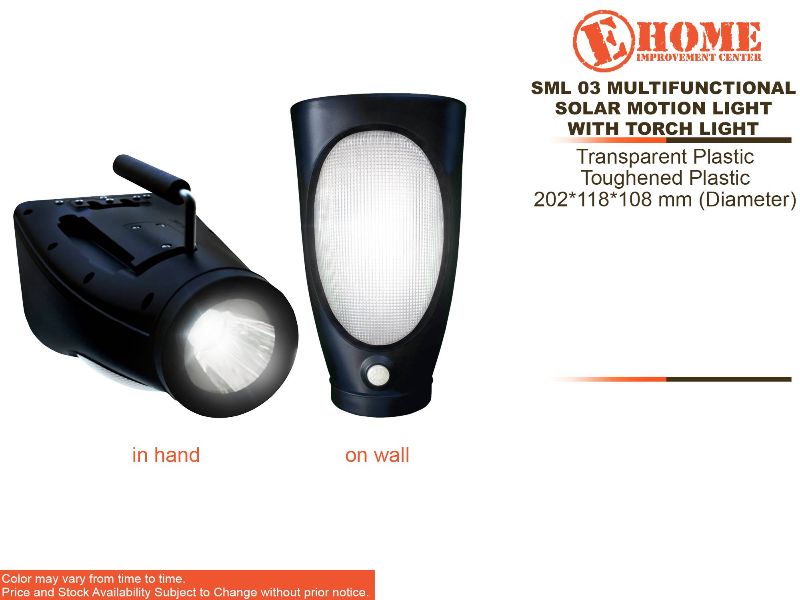 EHOME
IMPROVEMENT CENTER
SML 03 MULTIFUNCTIONAL
SOLAR MOTION LIGHT
WITH TORCH LIGHT
Transparent Plastic
Toughened Plastic
202*118*108 mm (Diameter)
in hand
on wall
Color may vary from time to time.
Price and Stock Availability Subject to Change without prior notice.